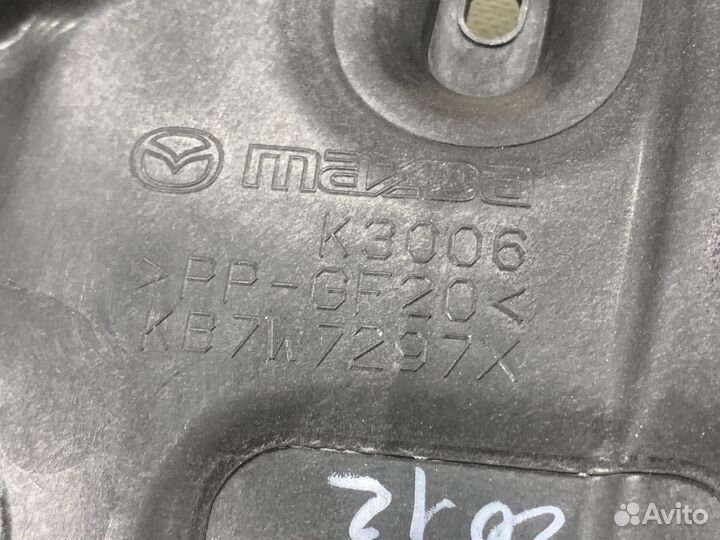 mazda
K3006
>PP-GF20<
KB7W7297X
Avito